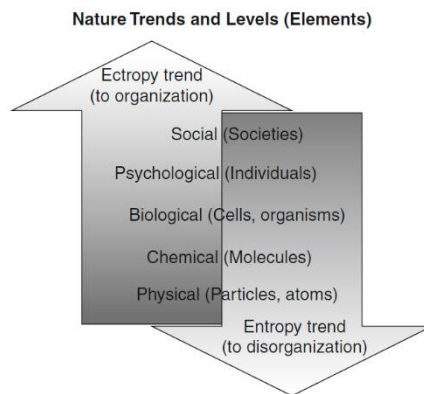 Nature Trends and Levels (Elements)
Ectropy trend
(to organization)
Social (Societies)
Psychological (Individuals)
Biological (Cells, organisms)
Chemical (Molecules)
Physical (Particles, atoms)
Entropy trend
(to disorganization)